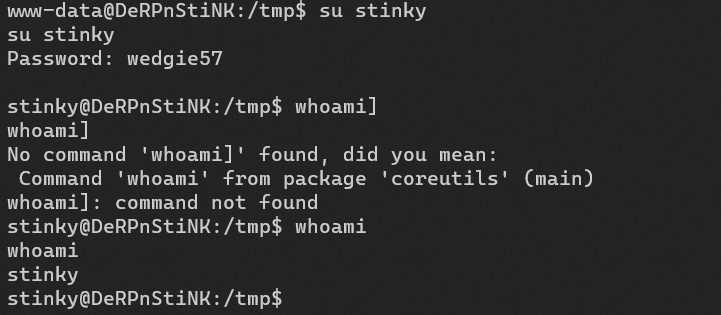 www-data@DeRPnStiNK:/tmp$ su stinky
su stinky
Password: wedgie57
stinky@DeRPnStiNK:/tmp$ whoami]
whoami]
No command 'whoami]' found, did you mean:
 Command 'whoami' from package 'coreutils' (main)
whoami]: command not found
stinky@DeRPnStiNK:/tmp$ whoami
whoami
stinky
stinky@DeRPnStiNK:/tmp$